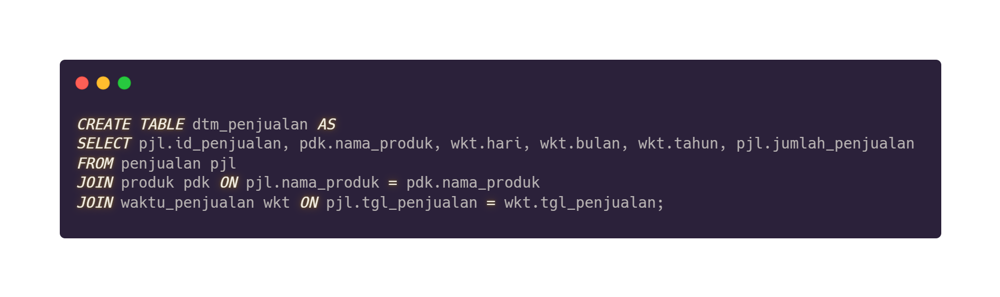 CREATE TABLE dtm_penjualan AS
SELECT pjl.id_penjualan, pdk.nama_produk, wkt.hari, wkt.bulan, wkt.tahun, pjl.jumlah_penjualan
FROM penjualan pjl
JOIN produk pdk ON pjl.nama_produk = pdk.nama_produk
JOIN waktu_penjualan wkt ON pjl.tgl_penjualan = wkt.tgl_penjualan;